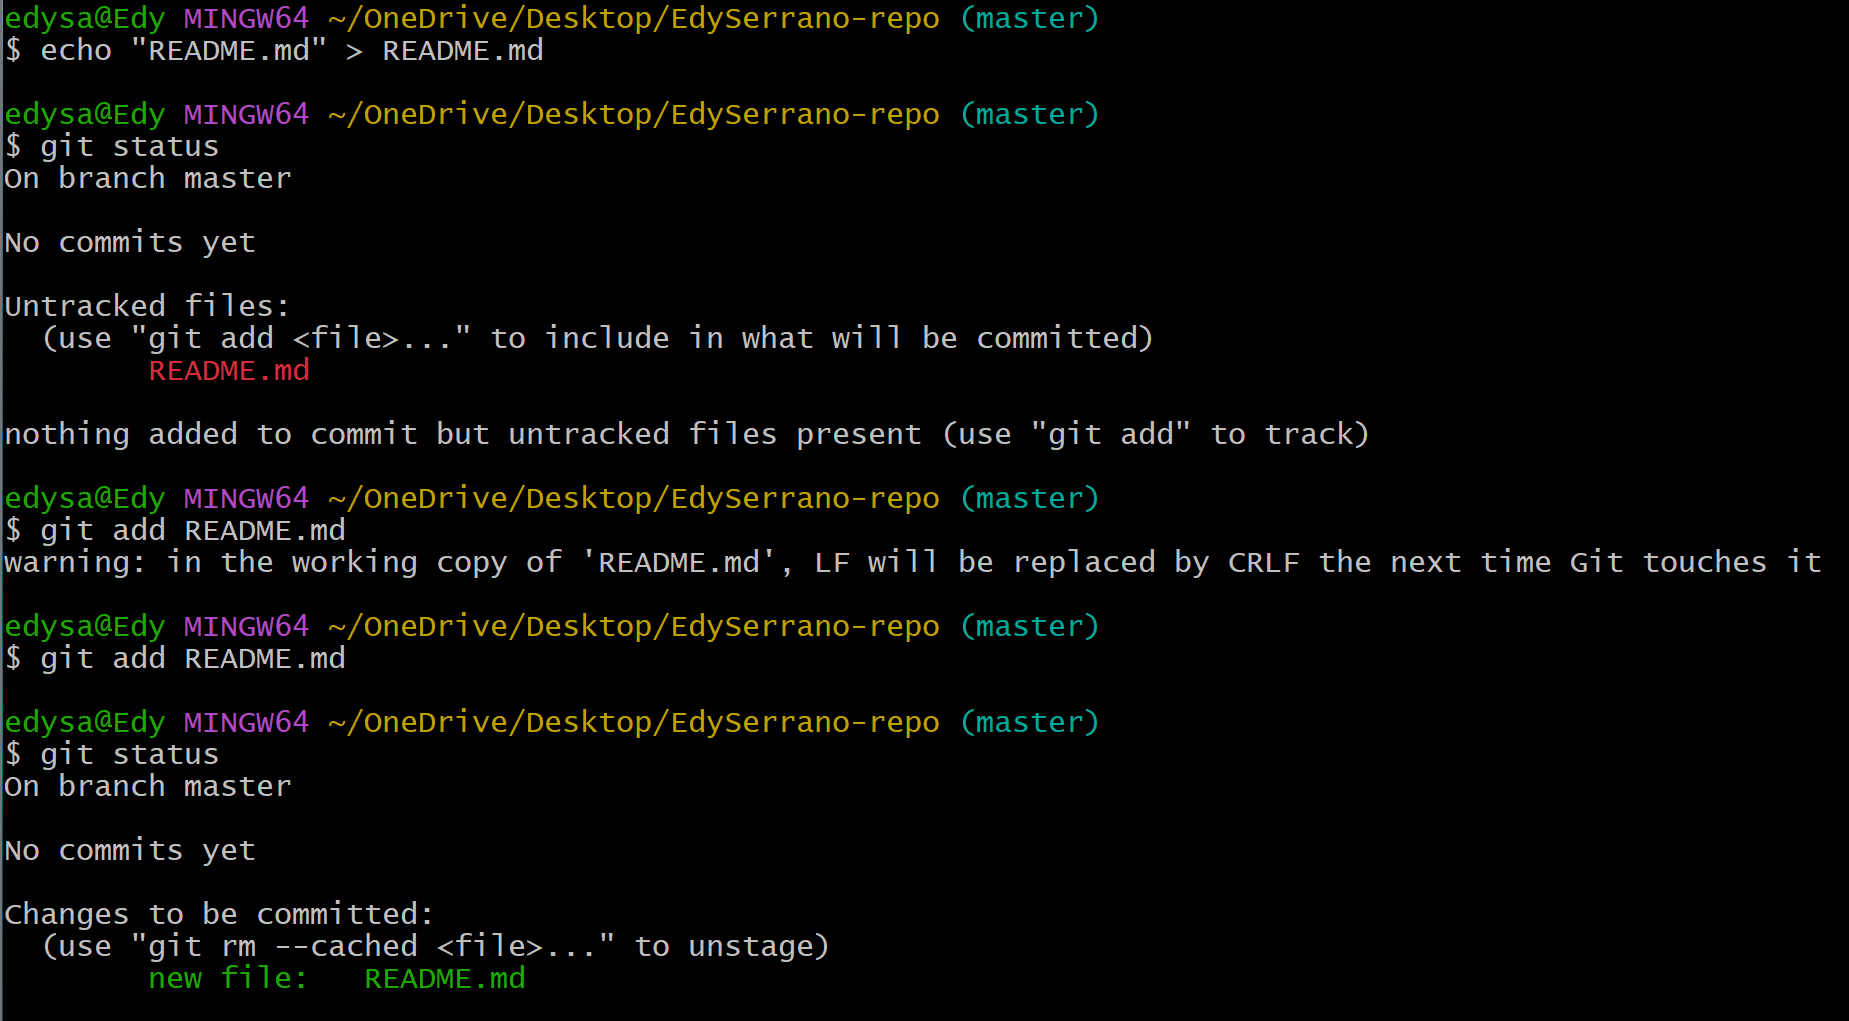 edysa@Edy MINGW64 ~/OneDrive/Desktop/EdySerrano-repo (master)
$ echo "README.md" > README.md
edysa@Edy MINGW64 ~/OneDrive/Desktop/EdySerrano-repo (master)
$ git status
On branch master
No commits yet
Untracked files:
  (use "git add <file>..." to include in what will be committed)
        README.md
nothing added to commit but untracked files present (use "git add" to track)
edysa@Edy MINGW64 ~/OneDrive/Desktop/EdySerrano-repo (master)
$ git add README.md
warning: in the working copy of 'README.md', LF will be replaced by CRLF the next time Git touches it
edysa@Edy MINGW64 ~/OneDrive/Desktop/EdySerrano-repo (master)
$ git add README.md
edysa@Edy MINGW64 ~/OneDrive/Desktop/EdySerrano-repo (master)
$ git status
On branch master
No commits yet
Changes to be committed:
  (use "git rm --cached <file>..." to unstage)
        new file:   README.md